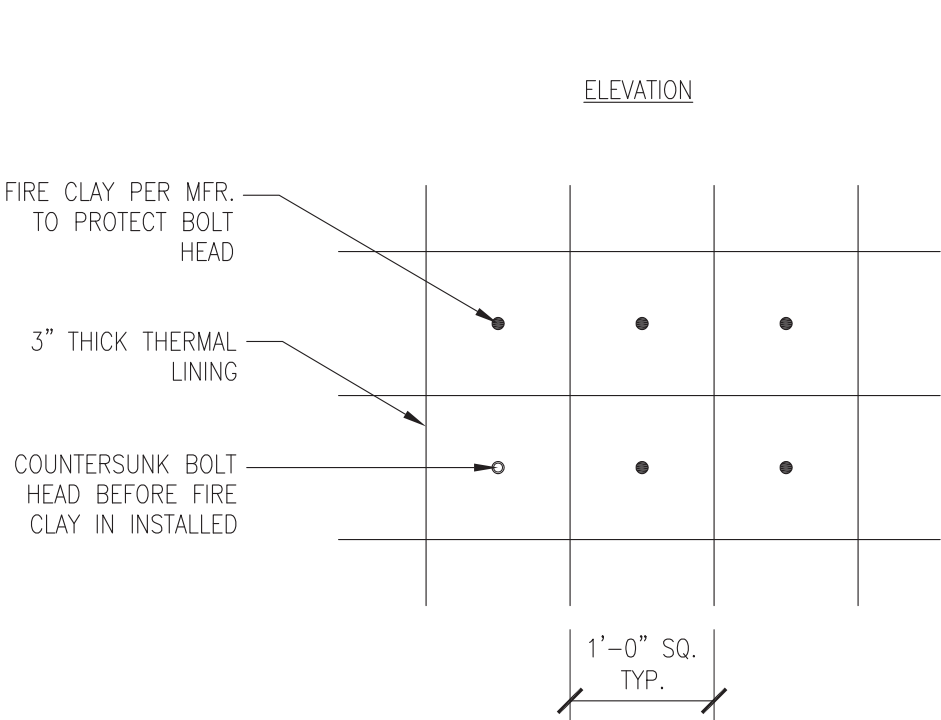 ELEVATION
FIRE CLAY PER MFR.
TO PROTECT BOLT
HEAD
3” THICK THERMAL
LINING
COUNTERSUNK BOLT
HEAD BEFORE FIRE
CLAY IN INSTALLED
1’-0” SQ.
TYP.